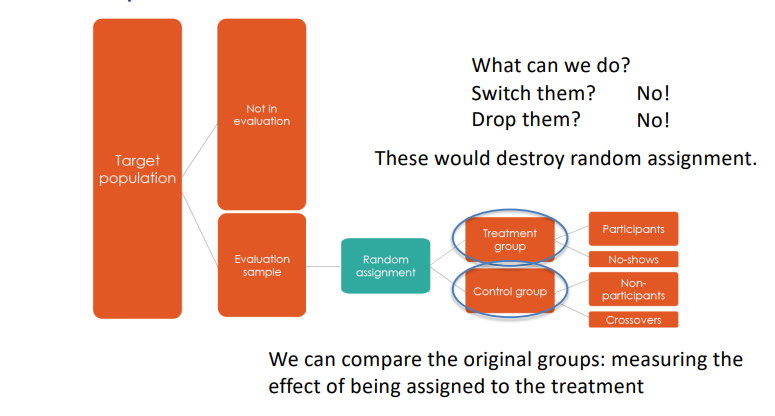 What can we do?
Switch them? No!
Drop them? No!
These would destroy random assignment.
Target
population
Not in
evaluation
Evaluation
sample
Random
assignment
Treatment
group
Control group
Participants
No-shows
Non-
participants
Crossovers
We can compare the original groups: measuring the
effect of being assigned to the treatment